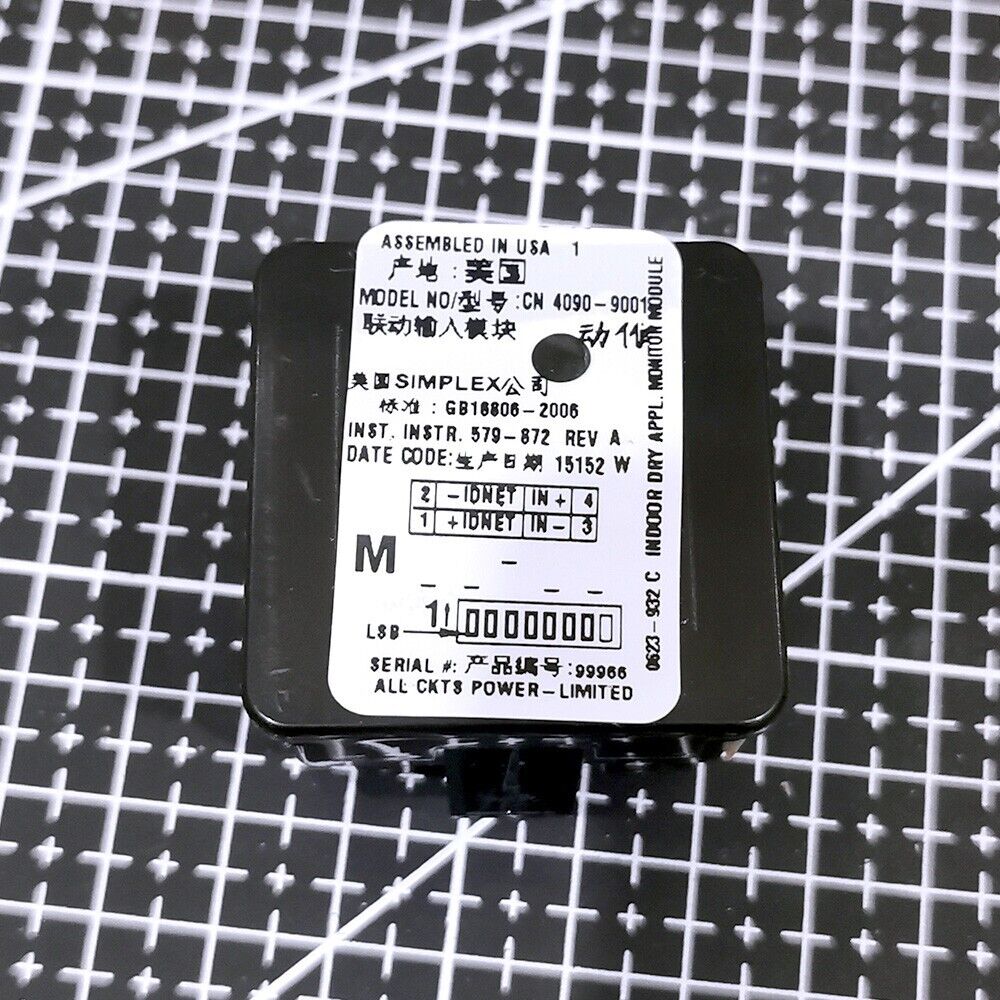 ASSEMBLED IN USA 1
产地：美国
MODEL NO/型号:CN 4090-9001
联动输入模块 动作
美国SIMPLEX公司
标准：GB16806-2006
INST. INSTR. 579-872 REV A
DATE CODE:生产日期 15152 W
2 -IDNET IN+ 4
1 +IDNET IN- 3
M
1↑
LSB
SERIAL #: 产品编号:99966
ALL CKTS POWER-LIMITED
0623-932 C INDOOR DRY APPL. MONITOR MODULE